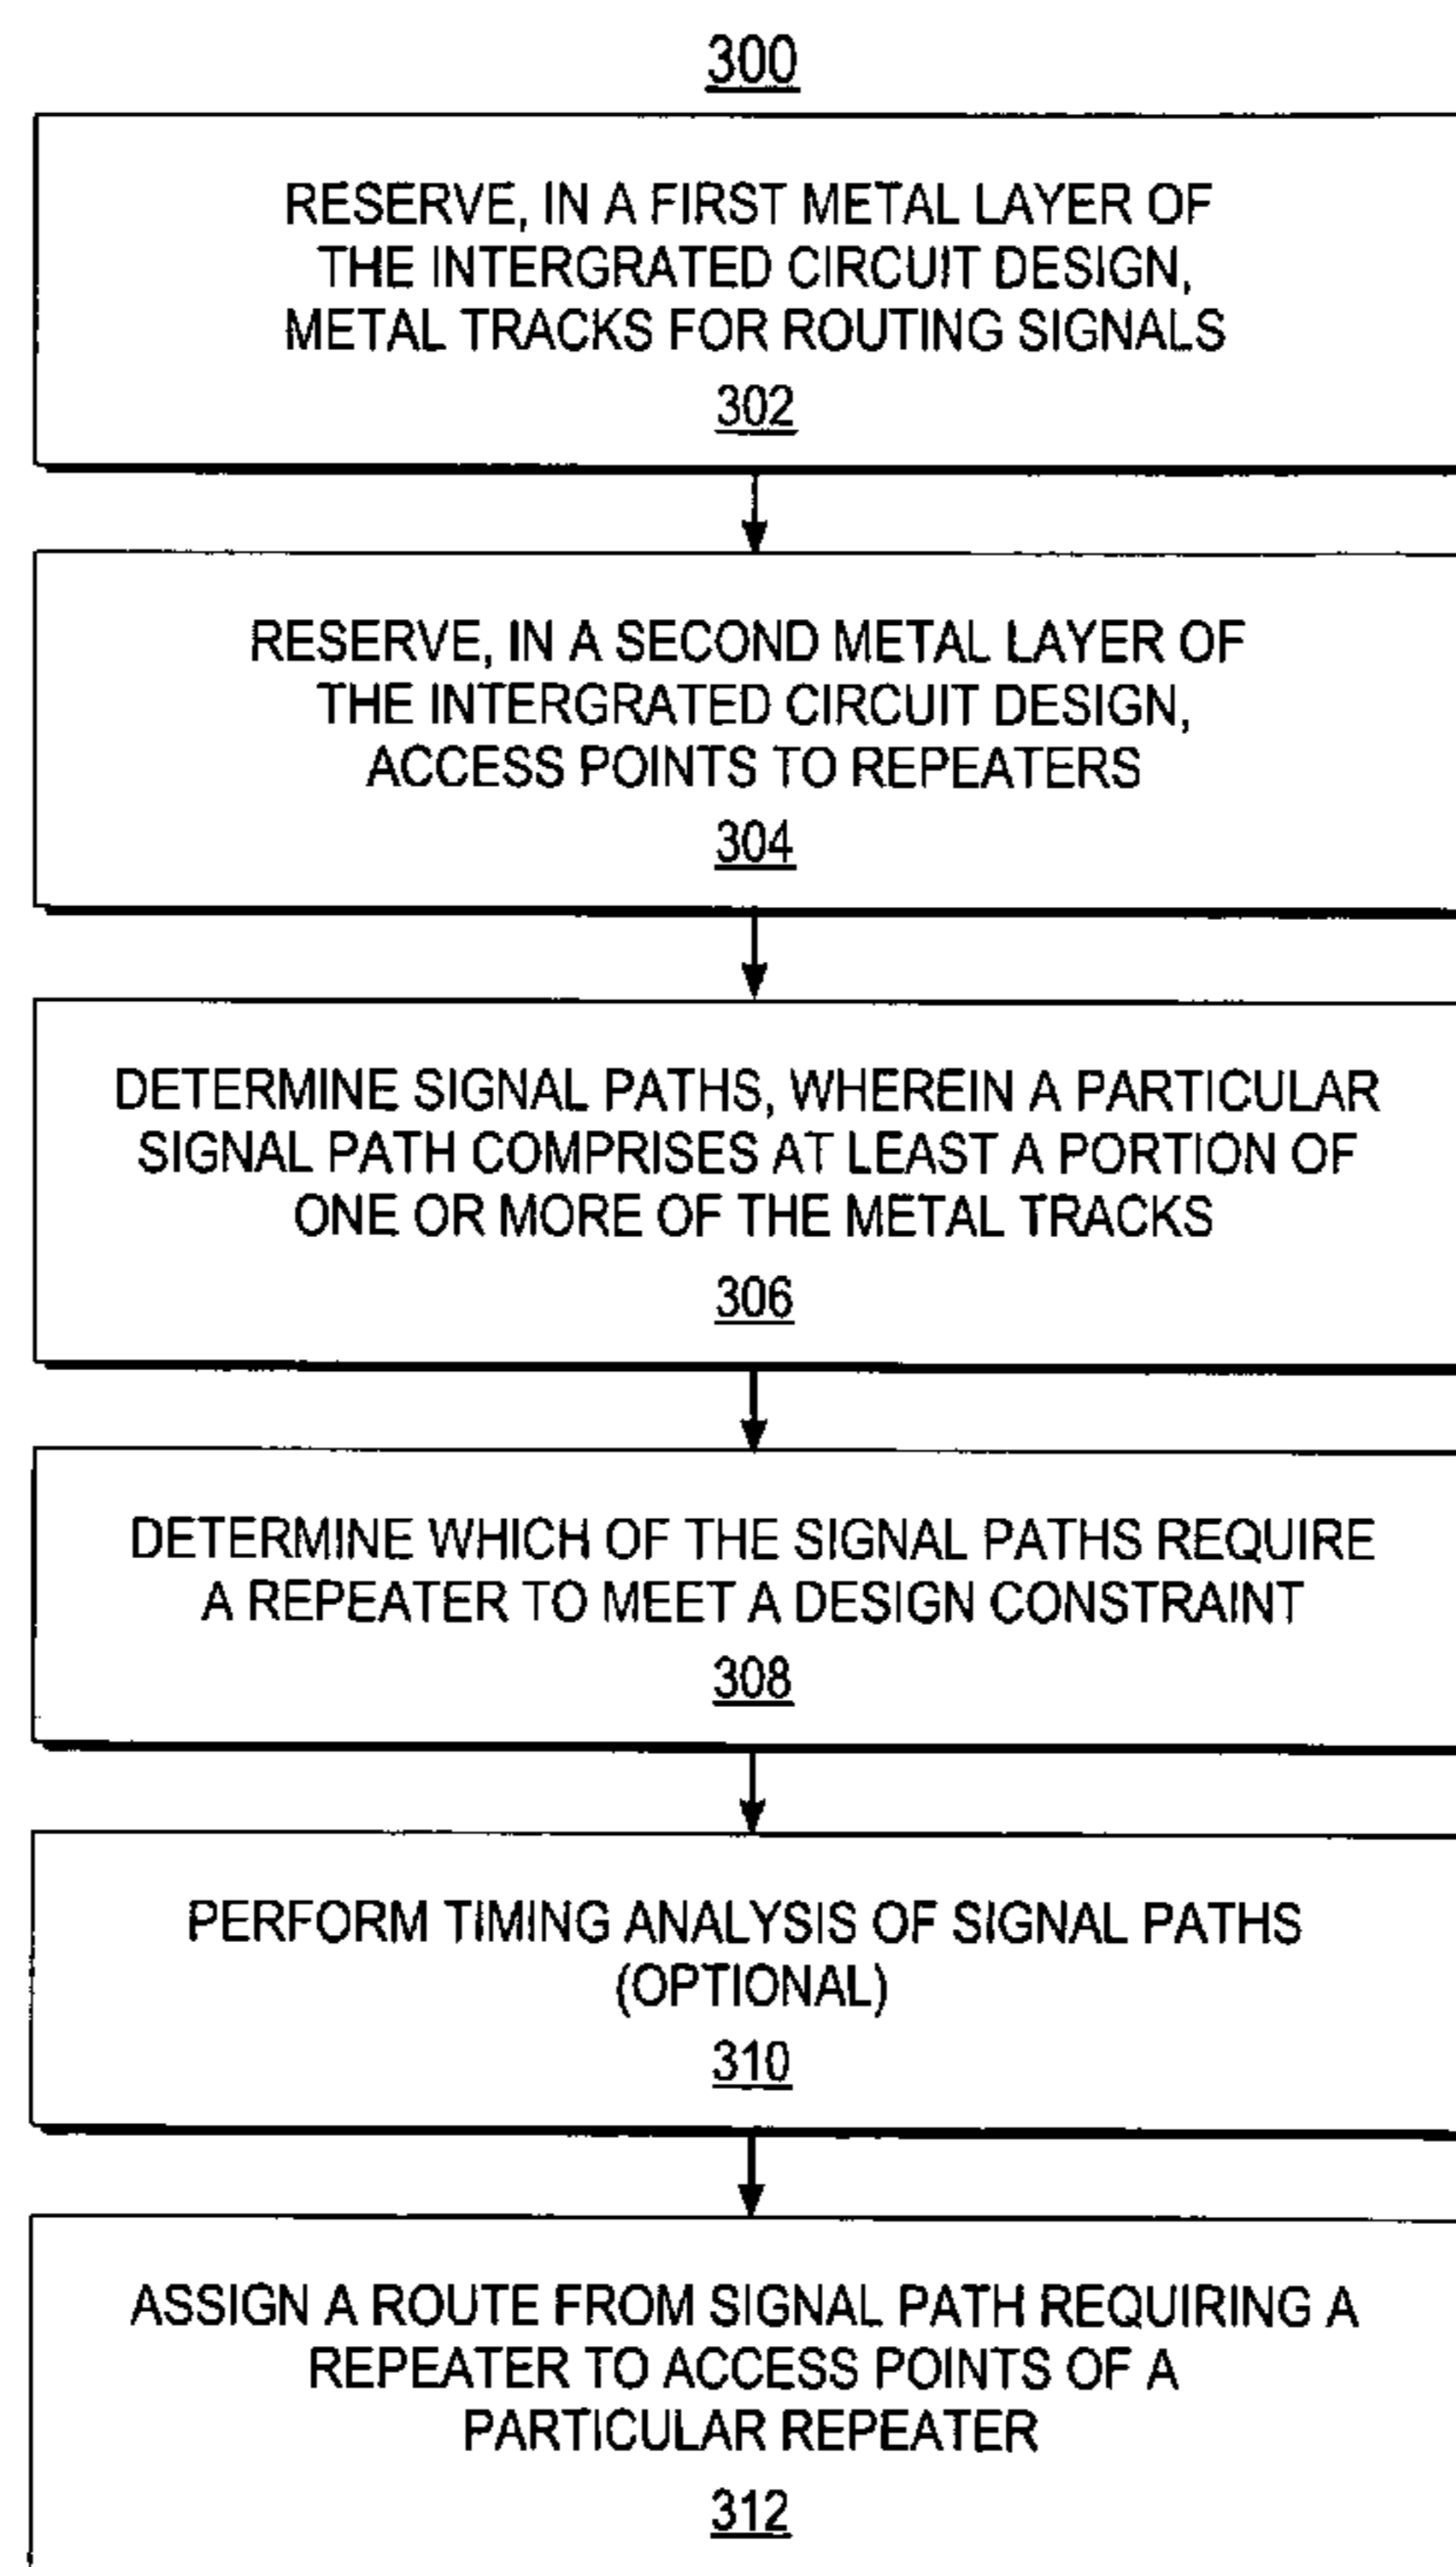 300
RESERVE, IN A FIRST METAL LAYER OF
THE INTERGRATED CIRCUIT DESIGN,
METAL TRACKS FOR ROUTING SIGNALS
302
RESERVE, IN A SECOND METAL LAYER OF
THE INTERGRATED CIRCUIT DESIGN,
ACCESS POINTS TO REPEATERS
304
DETERMINE SIGNAL PATHS, WHEREIN A PARTICULAR
SIGNAL PATH COMPRISES AT LEAST A PORTION OF
ONE OR MORE OF THE METAL TRACKS
306
DETERMINE WHICH OF THE SIGNAL PATHS REQUIRE
A REPEATER TO MEET A DESIGN CONSTRAINT
308
PERFORM TIMING ANALYSIS OF SIGNAL PATHS
(OPTIONAL)
310
ASSIGN A ROUTE FROM SIGNAL PATH REQUIRING A
REPEATER TO ACCESS POINTS OF A
PARTICULAR REPEATER
312